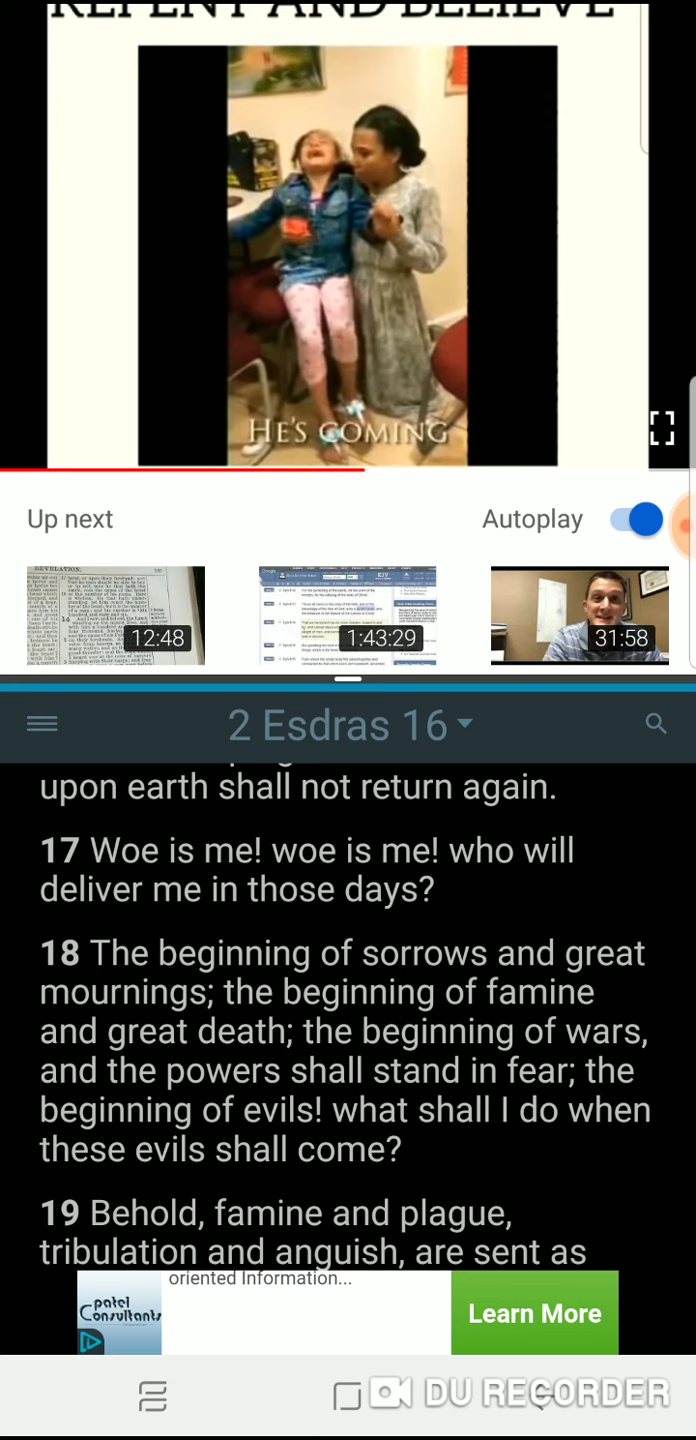 REPENT AND BELIEVE
HE'S COMING
Up next
Autoplay
REVELATION.
12:48
1:43:29
31:58
2 Esdras 16
upon earth shall not return again.
17 Woe is me! woe is me! who will
deliver me in those days?
18 The beginning of sorrows and great
mournings; the beginning of famine
and great death; the beginning of wars,
and the powers shall stand in fear; the
beginning of evils! what shall I do when
these evils shall come?
19 Behold, famine and plague,
tribulation and anguish, are sent as
oriented Information...
patel
Consultants
Learn More
DU RECORDER